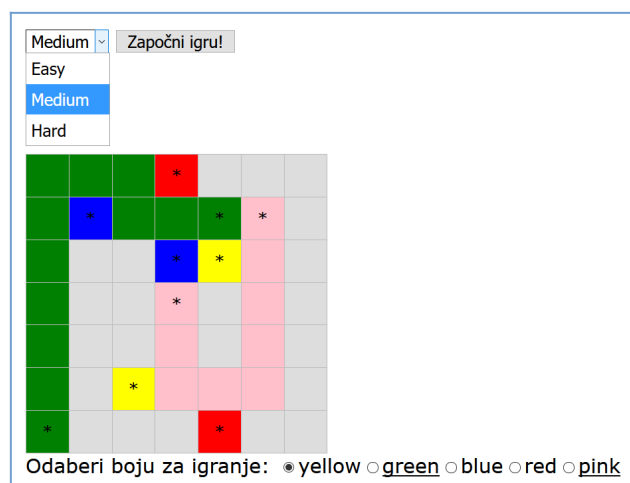 Medium Započni igru!
Easy
Medium
Hard
*
* * *
* *
*
*
* *
Odaberi boju za igranje: yellow green blue red pink